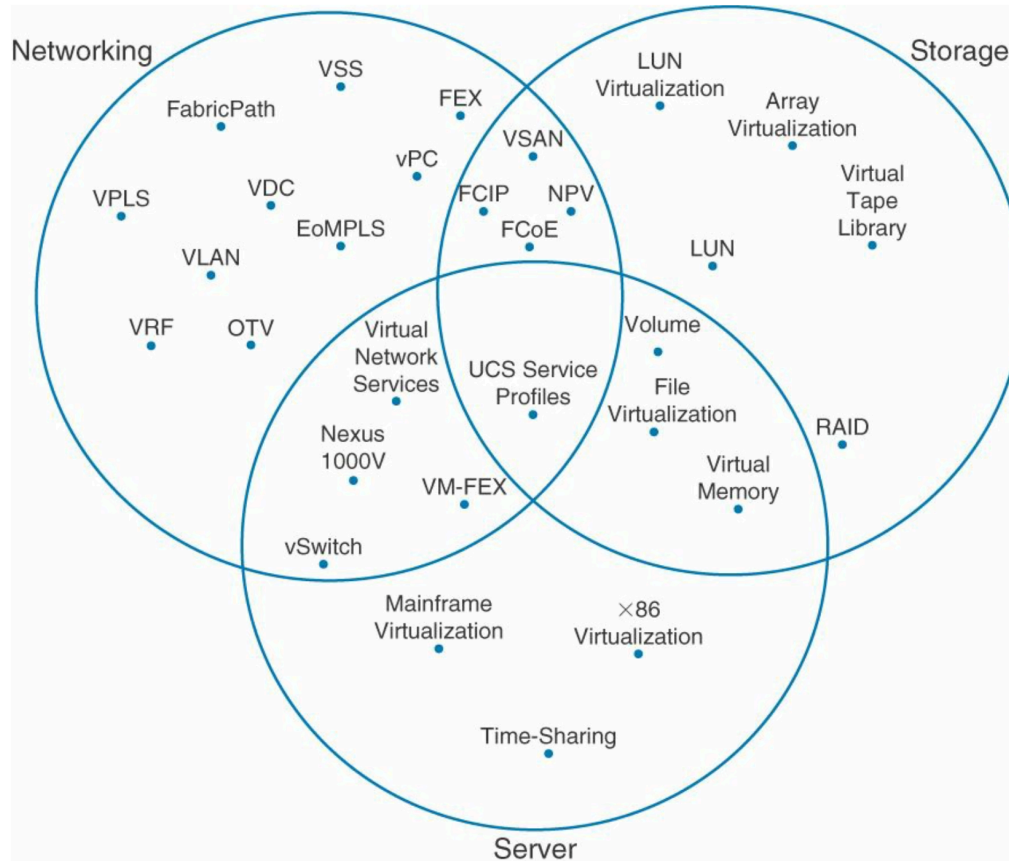 Networking
Storage
VSS
FEX
FabricPath
vPC
VPLS
VDC
EoMPLS
VLAN
VRF
OTV
VSAN
FCIP
NPV
FCoE
LUN
Virtualization
Array
Virtualization
Virtual
Tape
Library
LUN
RAID
Virtual
Network
Services
Nexus
1000V
VM-FEX
vSwitch
UCS Service
Profiles
Volume
File
Virtualization
Virtual
Memory
Mainframe
Virtualization
×86
Virtualization
Time-Sharing
Server